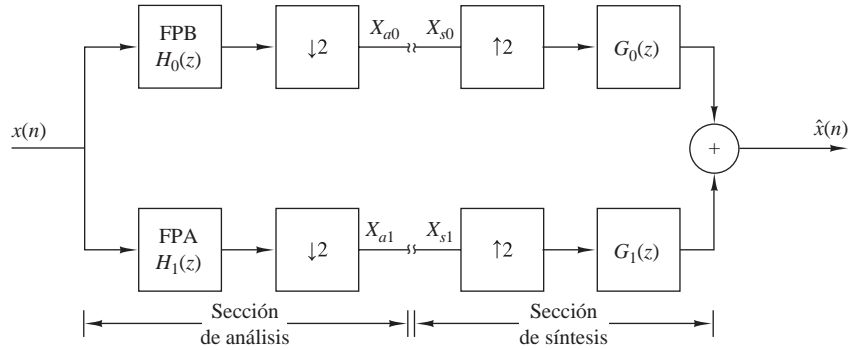 FPB
H₀(z)
↓2
Xₐ₀
Xₛ₀
↑2
G₀(z)
x(n)
+
x̂(n)
FPA
H₁(z)
↓2
Xₐ₁
Xₛ₁
↑2
G₁(z)
Sección
de análisis
Sección
de síntesis